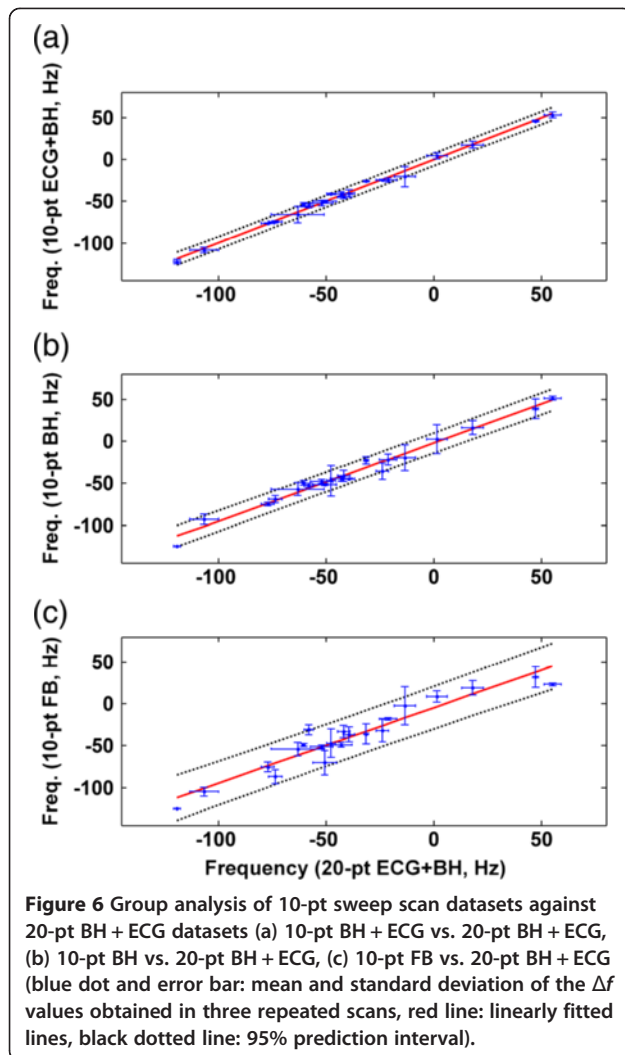 (a)
Freq. (10-pt ECG+BH, Hz)
50
0
-50
-100
-100 -50 0 50
(b)
Freq. (10-pt BH, Hz)
50
0
-50
-100
-100 -50 0 50
(c)
Freq. (10-pt FB, Hz)
50
0
-50
-100
-100 -50 0 50
Frequency (20-pt ECG+BH, Hz)
Figure 6 Group analysis of 10-pt sweep scan datasets against
20-pt BH + ECG datasets (a) 10-pt BH + ECG vs. 20-pt BH + ECG,
(b) 10-pt BH vs. 20-pt BH + ECG, (c) 10-pt FB vs. 20-pt BH + ECG
(blue dot and error bar: mean and standard deviation of the Δf
values obtained in three repeated scans, red line: linearly fitted
lines, black dotted line: 95% prediction interval).